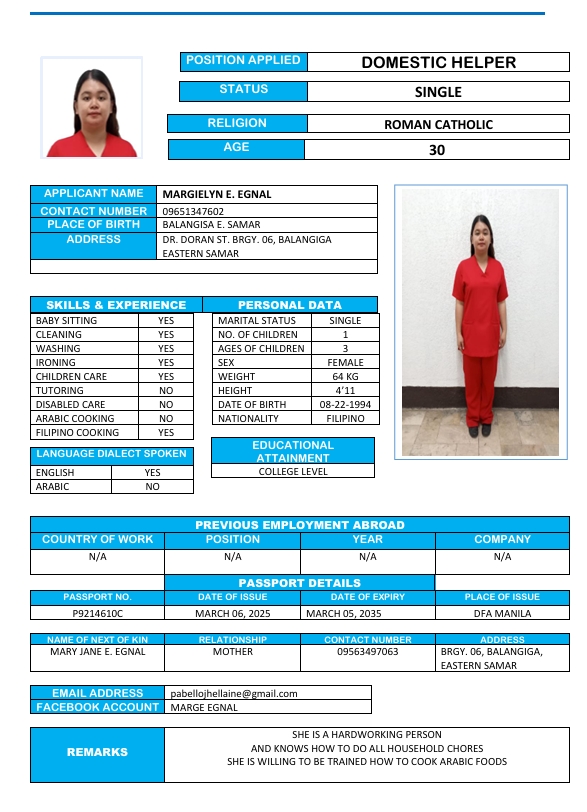 POSITION APPLIED DOMESTIC HELPER
STATUS SINGLE
RELIGION ROMAN CATHOLIC
AGE 30
APPLICANT NAME MARGIELYN E. EGNAL
CONTACT NUMBER 09651347602
PLACE OF BIRTH BALANGISA E. SAMAR
ADDRESS DR. DORAN ST. BRGY. 06, BALANGIGA
EASTERN SAMAR
SKILLS & EXPERIENCE PERSONAL DATA
BABY SITTING YES MARITAL STATUS SINGLE
CLEANING YES NO. OF CHILDREN 1
WASHING YES AGES OF CHILDREN 3
IRONING YES SEX FEMALE
CHILDREN CARE YES WEIGHT 64 KG
TUTORING NO HEIGHT 4’11
DISABLED CARE NO DATE OF BIRTH 08-22-1994
ARABIC COOKING NO NATIONALITY FILIPINO
FILIPINO COOKING YES
LANGUAGE DIALECT SPOKEN
ENGLISH YES
ARABIC NO
EDUCATIONAL
ATTAINMENT
COLLEGE LEVEL
PREVIOUS EMPLOYMENT ABROAD
COUNTRY OF WORK POSITION YEAR COMPANY
N/A N/A N/A N/A
PASSPORT DETAILS
PASSPORT NO. DATE OF ISSUE DATE OF EXPIRY PLACE OF ISSUE
P9214610C MARCH 06, 2025 MARCH 05, 2035 DFA MANILA
NAME OF NEXT OF KIN RELATIONSHIP CONTACT NUMBER ADDRESS
MARY JANE E. EGNAL MOTHER 09563497063 BRGY. 06, BALANGIGA,
EASTERN SAMAR
EMAIL ADDRESS pabellojhellaine@gmail.com
FACEBOOK ACCOUNT MARGE EGNAL
REMARKS
SHE IS A HARDWORKING PERSON
AND KNOWS HOW TO DO ALL HOUSEHOLD CHORES
SHE IS WILLING TO BE TRAINED HOW TO COOK ARABIC FOODS